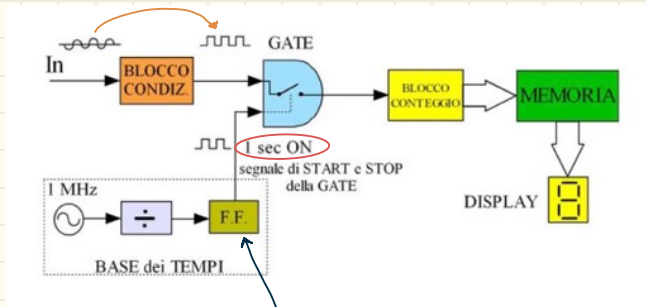 GATE
In
BLOCCO
CONDIZ.
BLOCCO
CONTEGGIO
MEMORIA
1 sec ON
segnale di START e STOP
della GATE
1 MHz
÷
F.F.
BASE dei TEMPI
DISPLAY
8